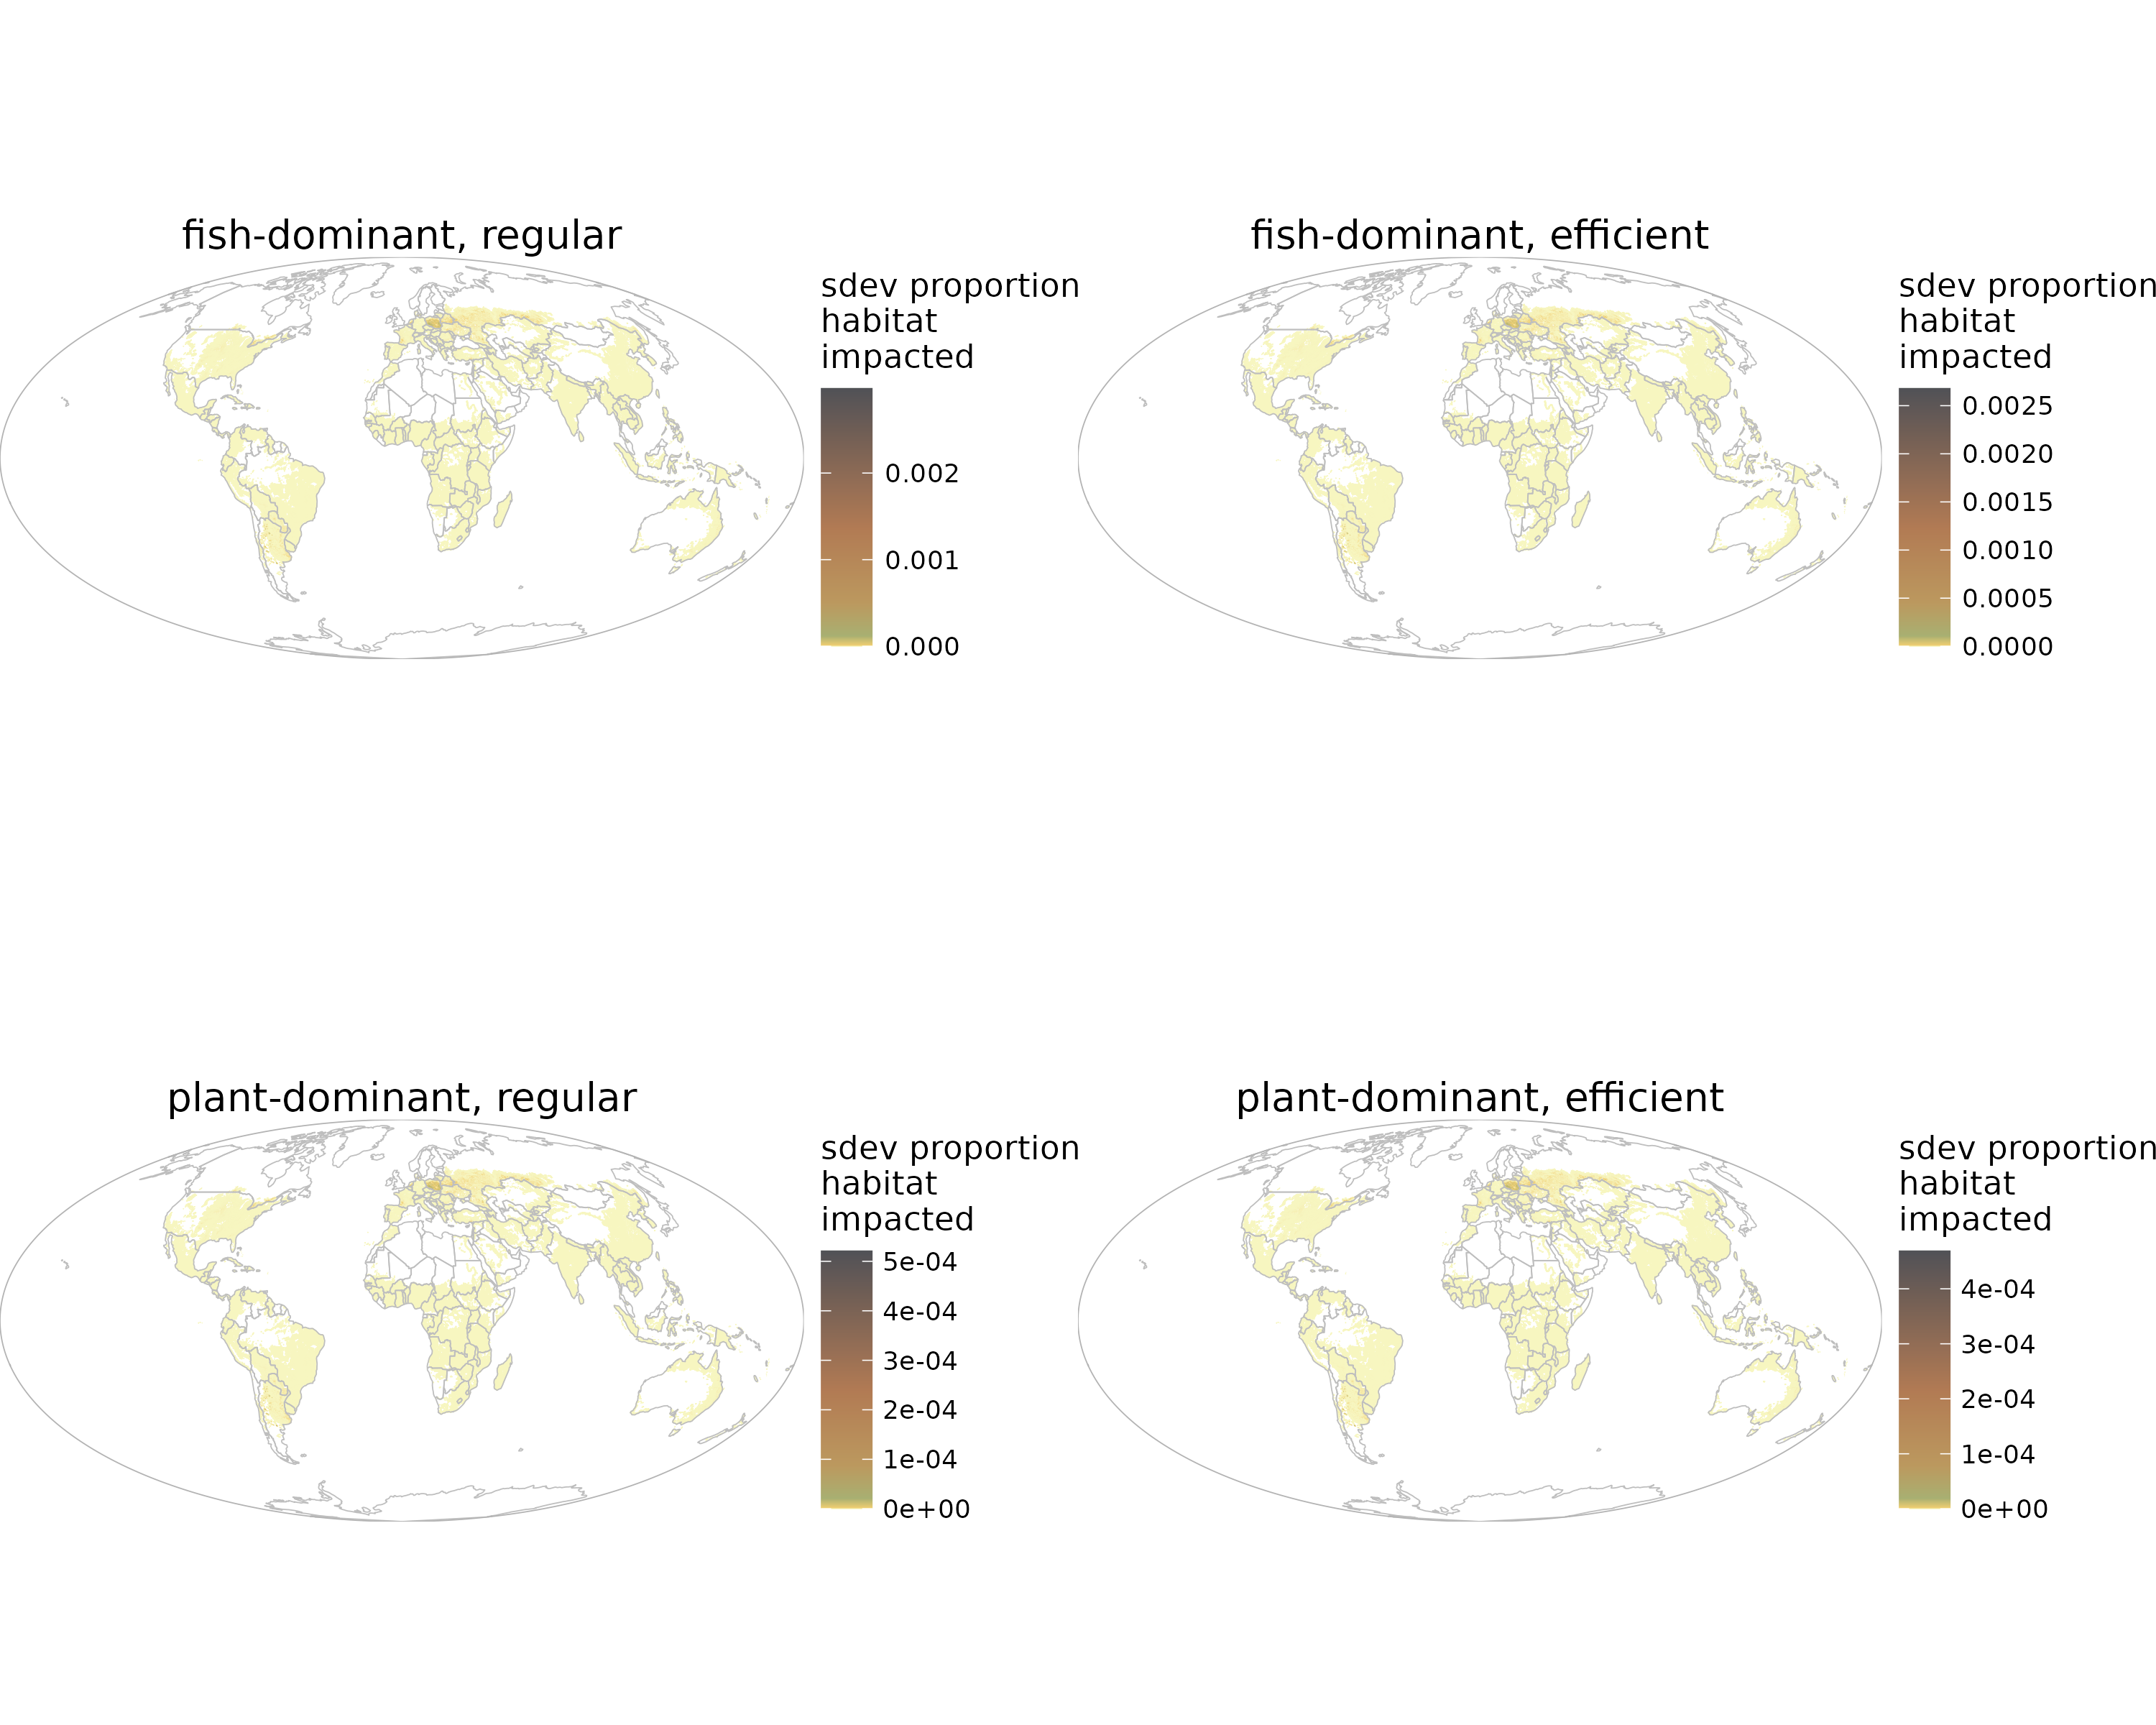 fish-dominant, regular
sdev proportion
habitat
impacted
0.002
0.001
0.000
fish-dominant, efficient
sdev proportion
habitat
impacted
0.0025
0.0020
0.0015
0.0010
0.0005
0.0000
plant-dominant, regular
sdev proportion
habitat
impacted
5e-04
4e-04
3e-04
2e-04
1e-04
0e+00
plant-dominant, efficient
sdev proportion
habitat
impacted
4e-04
3e-04
2e-04
1e-04
0e+00